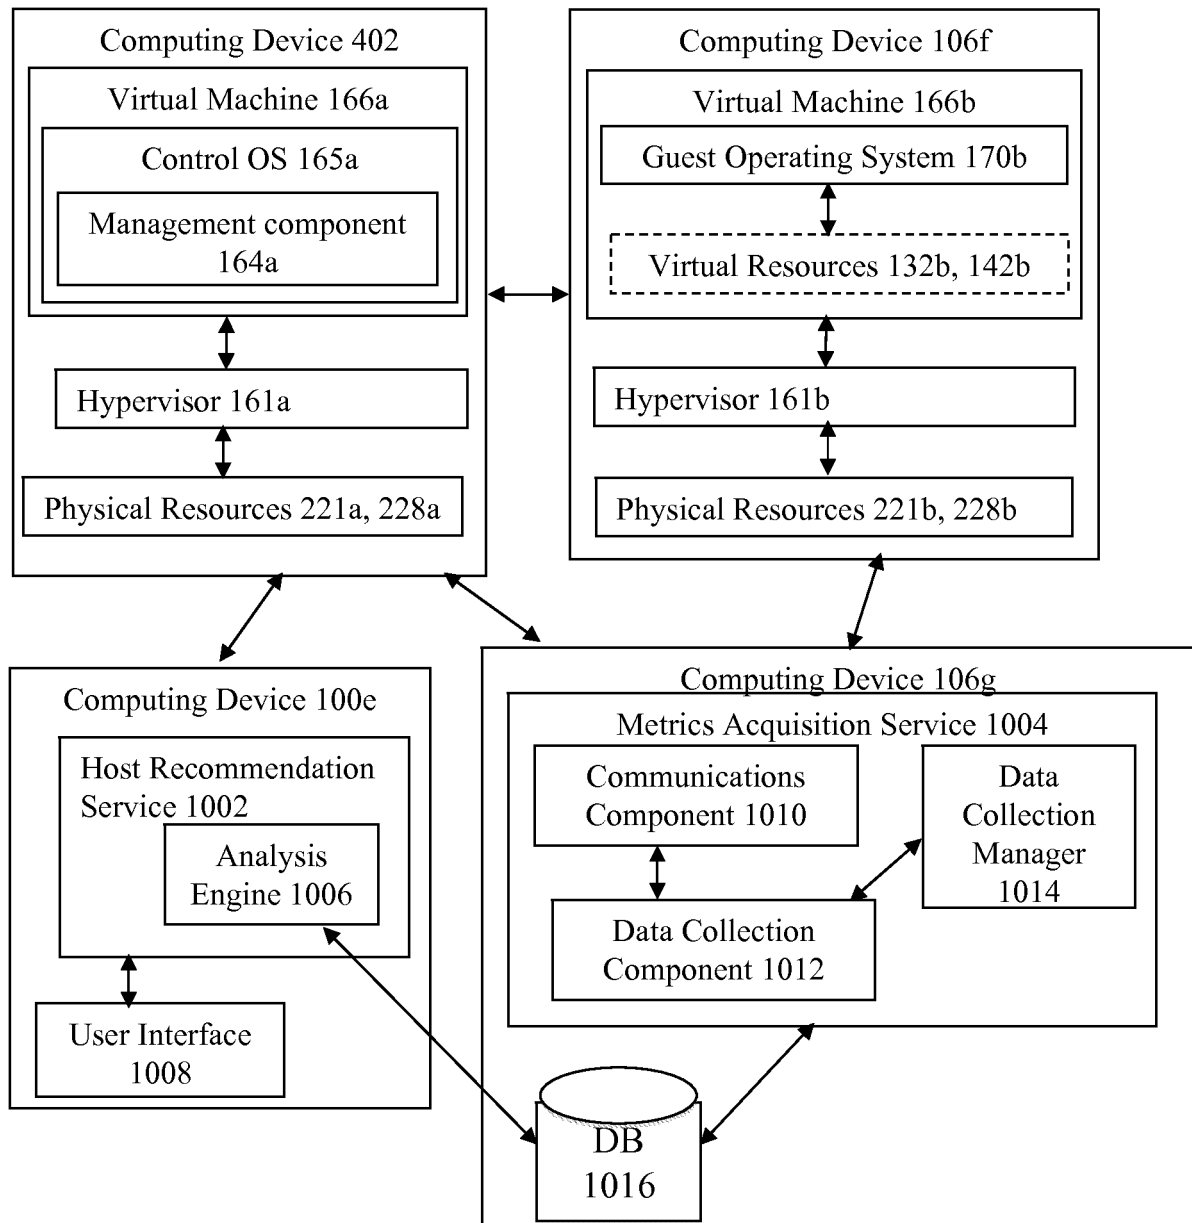 Computing Device 402
Virtual Machine 166a
Control OS 165a
Management component
164a
Hypervisor 161a
Physical Resources 221a, 228a
Computing Device 106f
Virtual Machine 166b
Guest Operating System 170b
Virtual Resources 132b, 142b
Hypervisor 161b
Physical Resources 221b, 228b
Computing Device 100e
Host Recommendation
Service 1002
Analysis
Engine 1006
User Interface
1008
Computing Device 106g
Metrics Acquisition Service 1004
Communications
Component 1010
Data
Collection
Manager
1014
Data Collection
Component 1012
DB
1016